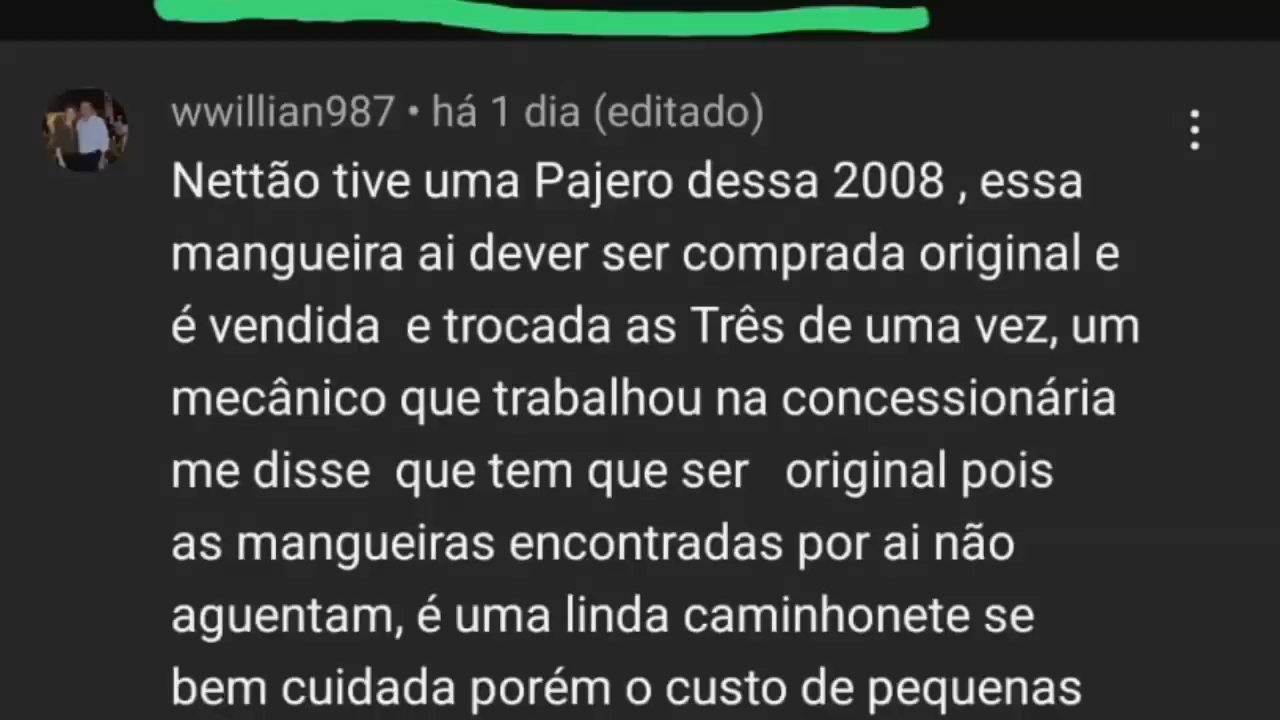 wwillian987 • há 1 dia (editado)
Nettão tive uma Pajero dessa 2008 , essa
mangueira ai dever ser comprada original e
é vendida  e trocada as Três de uma vez, um
mecânico que trabalhou na concessionária
me disse  que tem que ser   original pois
as mangueiras encontradas por ai não
aguentam, é uma linda caminhonete se
bem cuidada porém o custo de pequenas